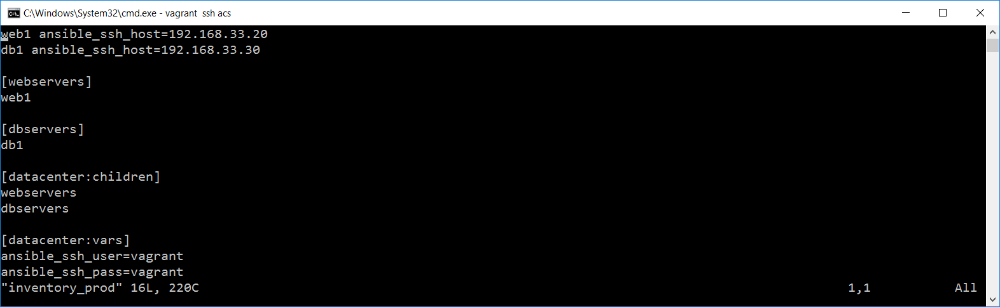 C:\Windows\System32\cmd.exe - vagrant  ssh acs
web1 ansible_ssh_host=192.168.33.20
db1 ansible_ssh_host=192.168.33.30
[webservers]
web1
[dbservers]
db1
[datacenter:children]
webservers
dbservers
[datacenter:vars]
ansible_ssh_user=vagrant
ansible_ssh_pass=vagrant
"inventory_prod" 16L, 220C 1,1 All